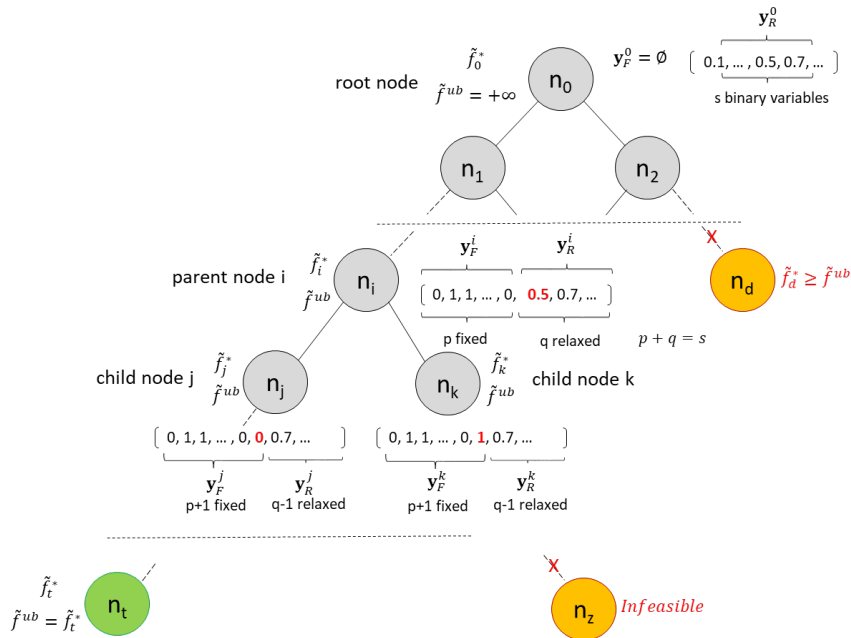 𝐲_R^0
f̃_0^*
𝐲_F^0 = ∅
[ 0.1, ... , 0.5, 0.7, ... ]
root node
n_0
f̃^ub = +∞
s binary variables
n_1
n_2
X
𝐲_F^i
𝐲_R^i
parent node i
f̃_i^*
f̃^ub
n_i
[ 0, 1, 1, ... , 0, 0.5, 0.7, ... ]
n_d
f̃_d^* ≥ f̃^ub
p fixed
q relaxed
p + q = s
child node j
f̃_j^*
f̃^ub
n_j
n_k
f̃_k^*
f̃^ub
child node k
[ 0, 1, 1, ... , 0, 0, 0.7, ... ]
[ 0, 1, 1, ... , 0, 1, 0.7, ... ]
𝐲_F^j
𝐲_R^j
𝐲_F^k
𝐲_R^k
p+1 fixed
q-1 relaxed
p+1 fixed
q-1 relaxed
X
f̃_t^*
f̃^ub = f̃_t^*
n_t
n_z
Infeasible